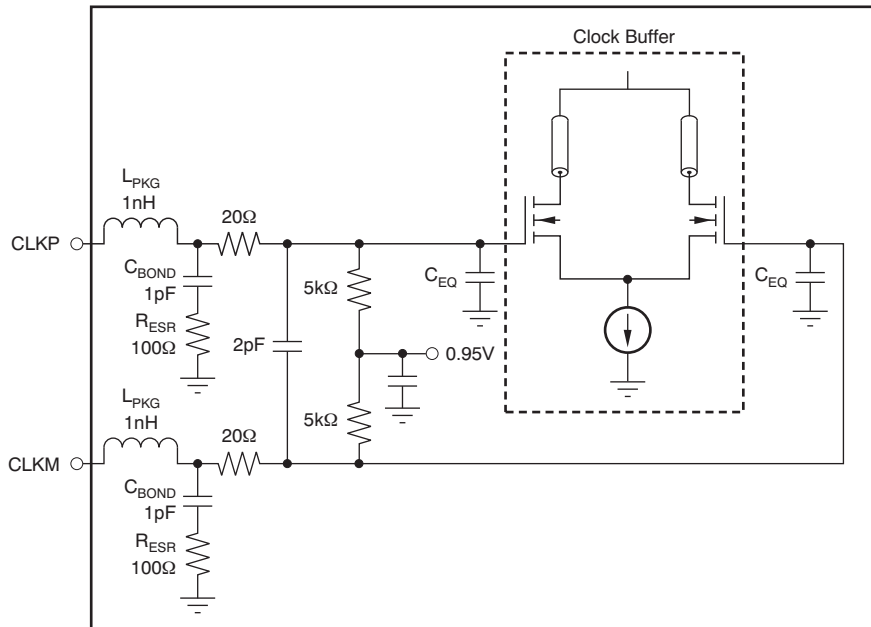 Clock Buffer
L_PKG
1nH
20Ω
CLKP
C_BOND
1pF
5kΩ
C_EQ
C_EQ
R_ESR
100Ω
2pF
0.95V
L_PKG
1nH
20Ω
5kΩ
CLKM
C_BOND
1pF
R_ESR
100Ω